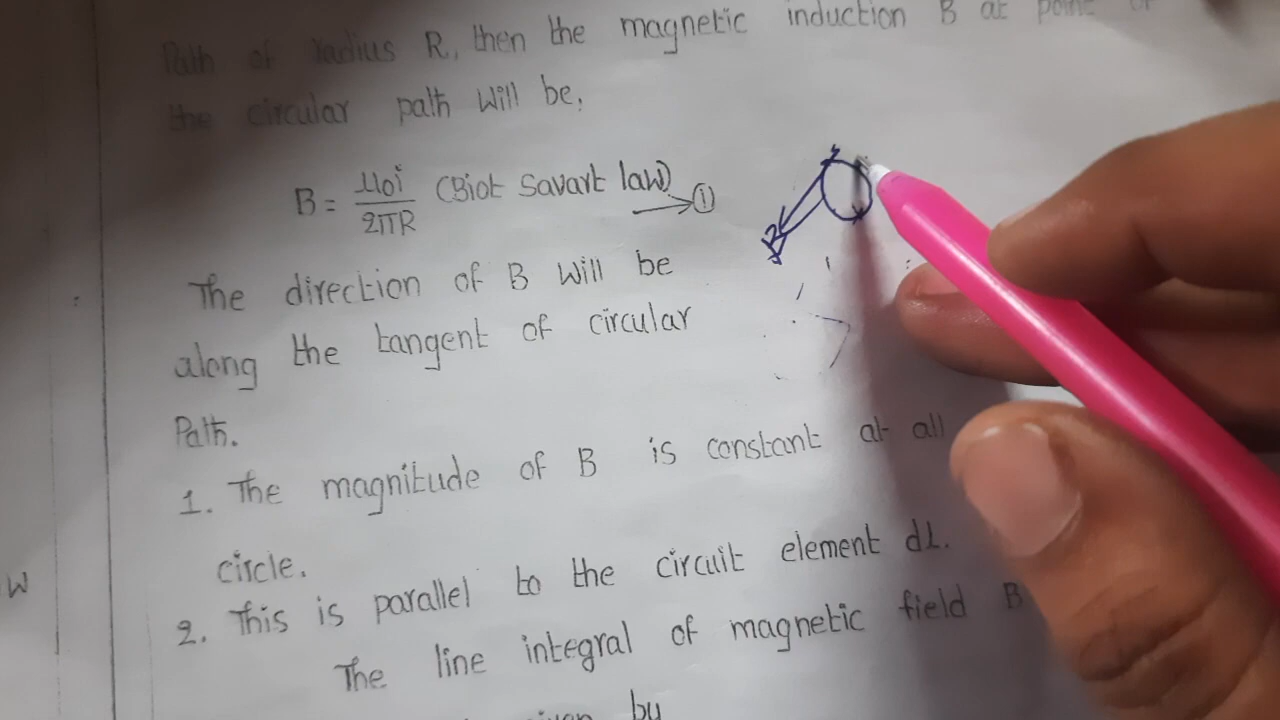 Path of radius R, then the magnetic induction B at point of
the circular path will be,
B = μ0i / 2πR (Biot Savart law) → ①
The direction of B will be
along the tangent of circular
Path.
1. The magnitude of B is constant at all
circle.
2. This is parallel to the circuit element dL.
The line integral of magnetic field B
by
B
W